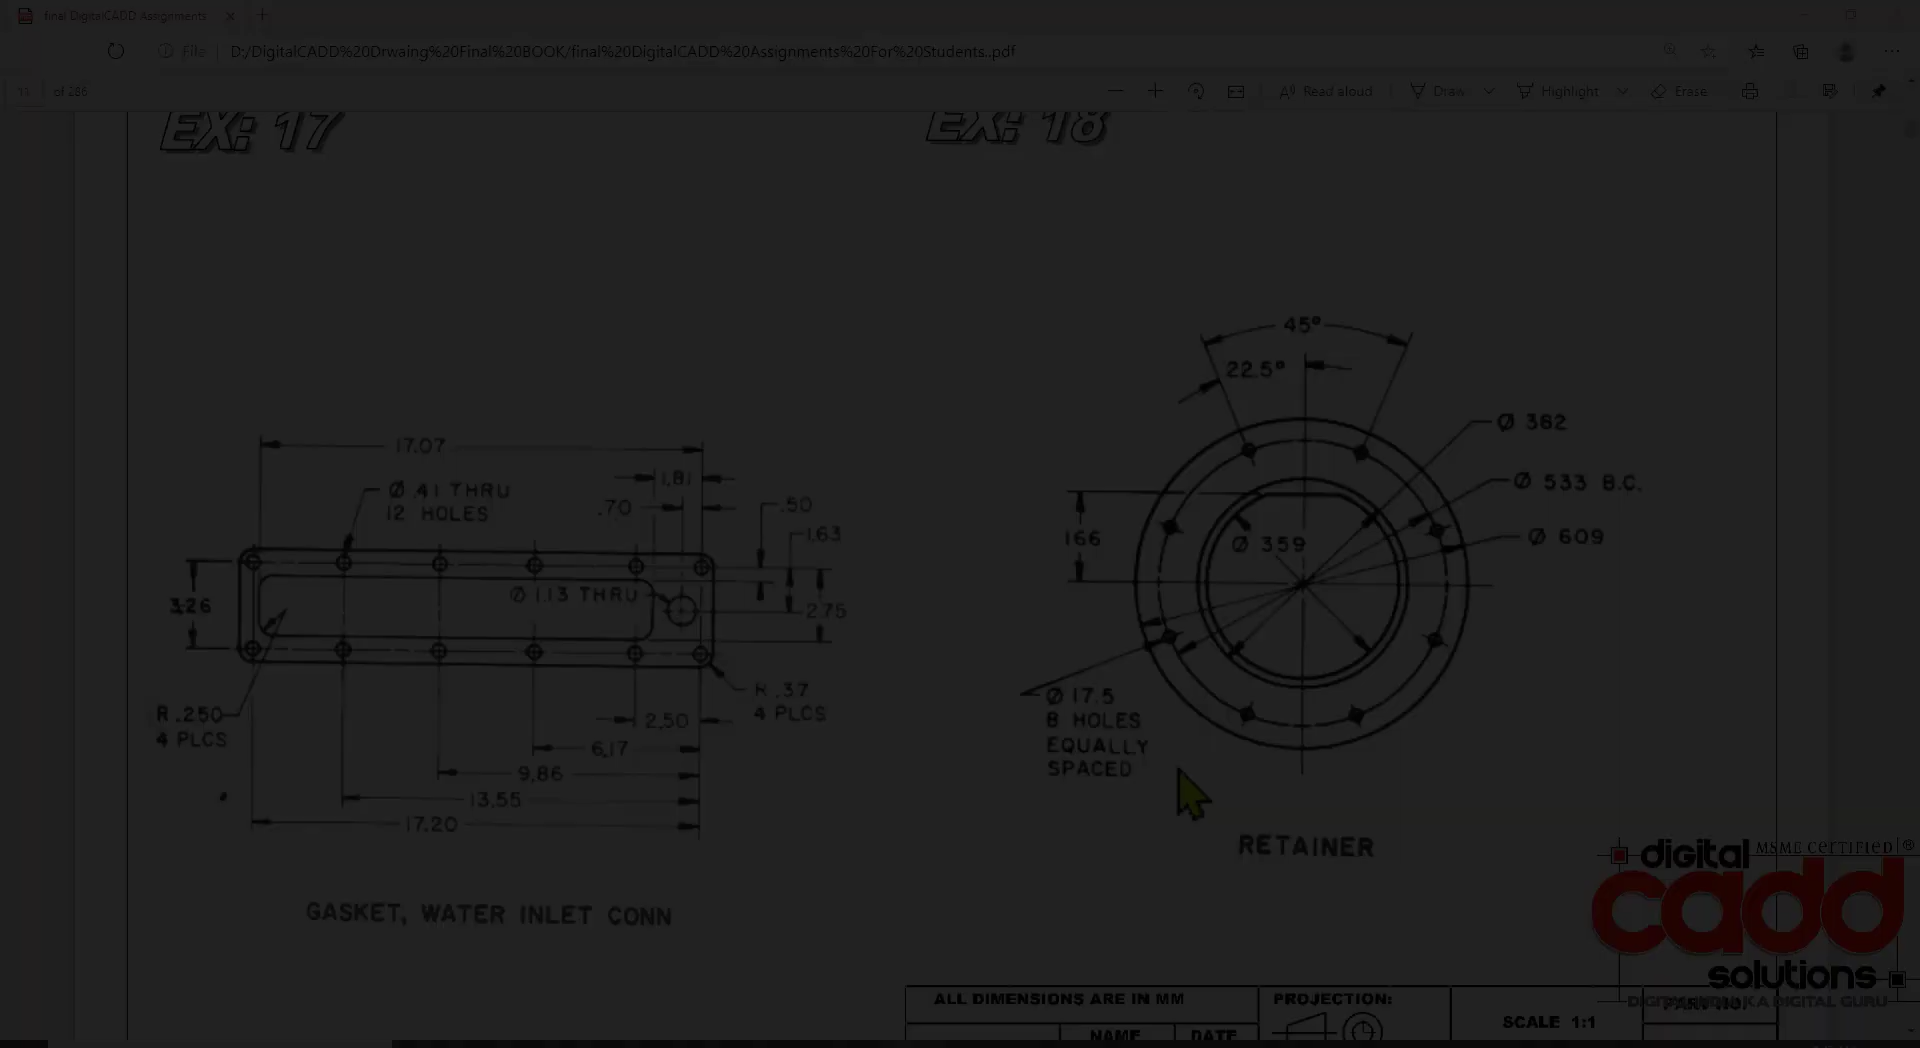 final DigitalCADD Assignments
File D:/DigitalCADD%20Drwaing%20Final%20BOOK/final%20DigitalCADD%20Assignments%20For%20Students..pdf
11 of 286
Read aloud
Draw
Highlight
Erase
EX: 17
EX: 18
17.07
Ø .41 THRU
12 HOLES
1.81
.70
.50
1.63
3.26
Ø 1.13 THRU
2.75
R .250
4 PLCS
R .37
4 PLCS
2.50
6.17
9.86
13.55
17.20
GASKET, WATER INLET CONN
45°
22.5°
Ø 382
Ø 533 B.C.
Ø 609
166
Ø 359
Ø 17.5
8 HOLES
EQUALLY
SPACED
RETAINER
digital MSME CERTIFIED ®
cadd
solutions
ALL DIMENSIONS ARE IN MM
PROJECTION:
SCALE 1:1
NAME
DATE